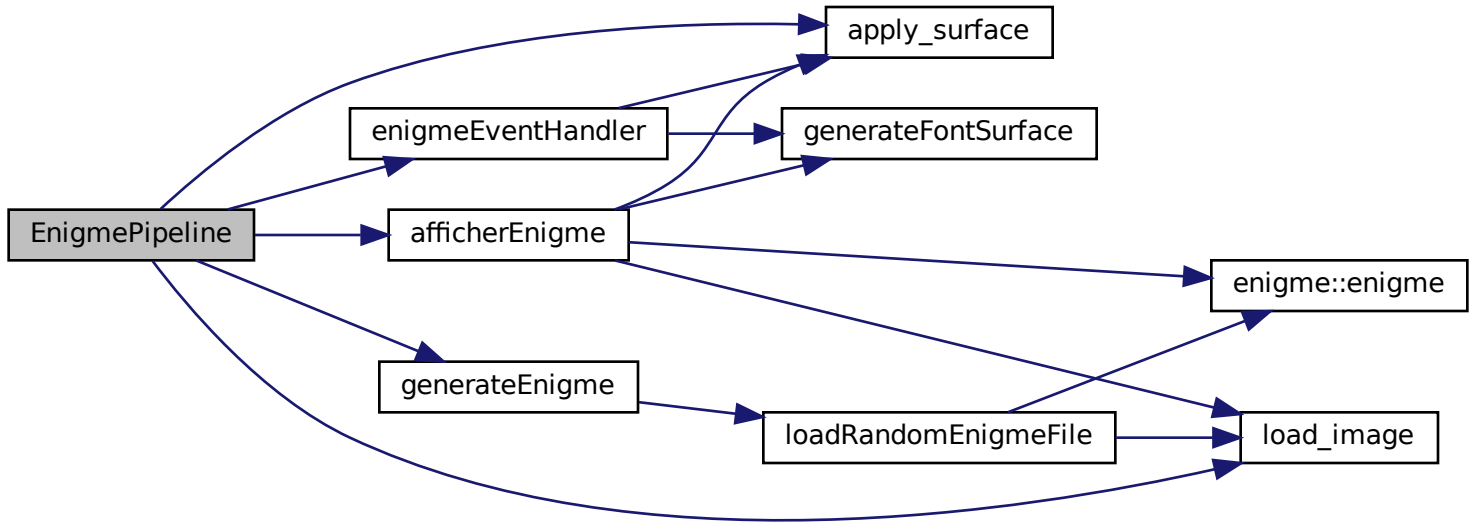 apply_surface
enigmeEventHandler
generateFontSurface
EnigmePipeline
afficherEnigme
enigme::enigme
generateEnigme
loadRandomEnigmeFile
load_image